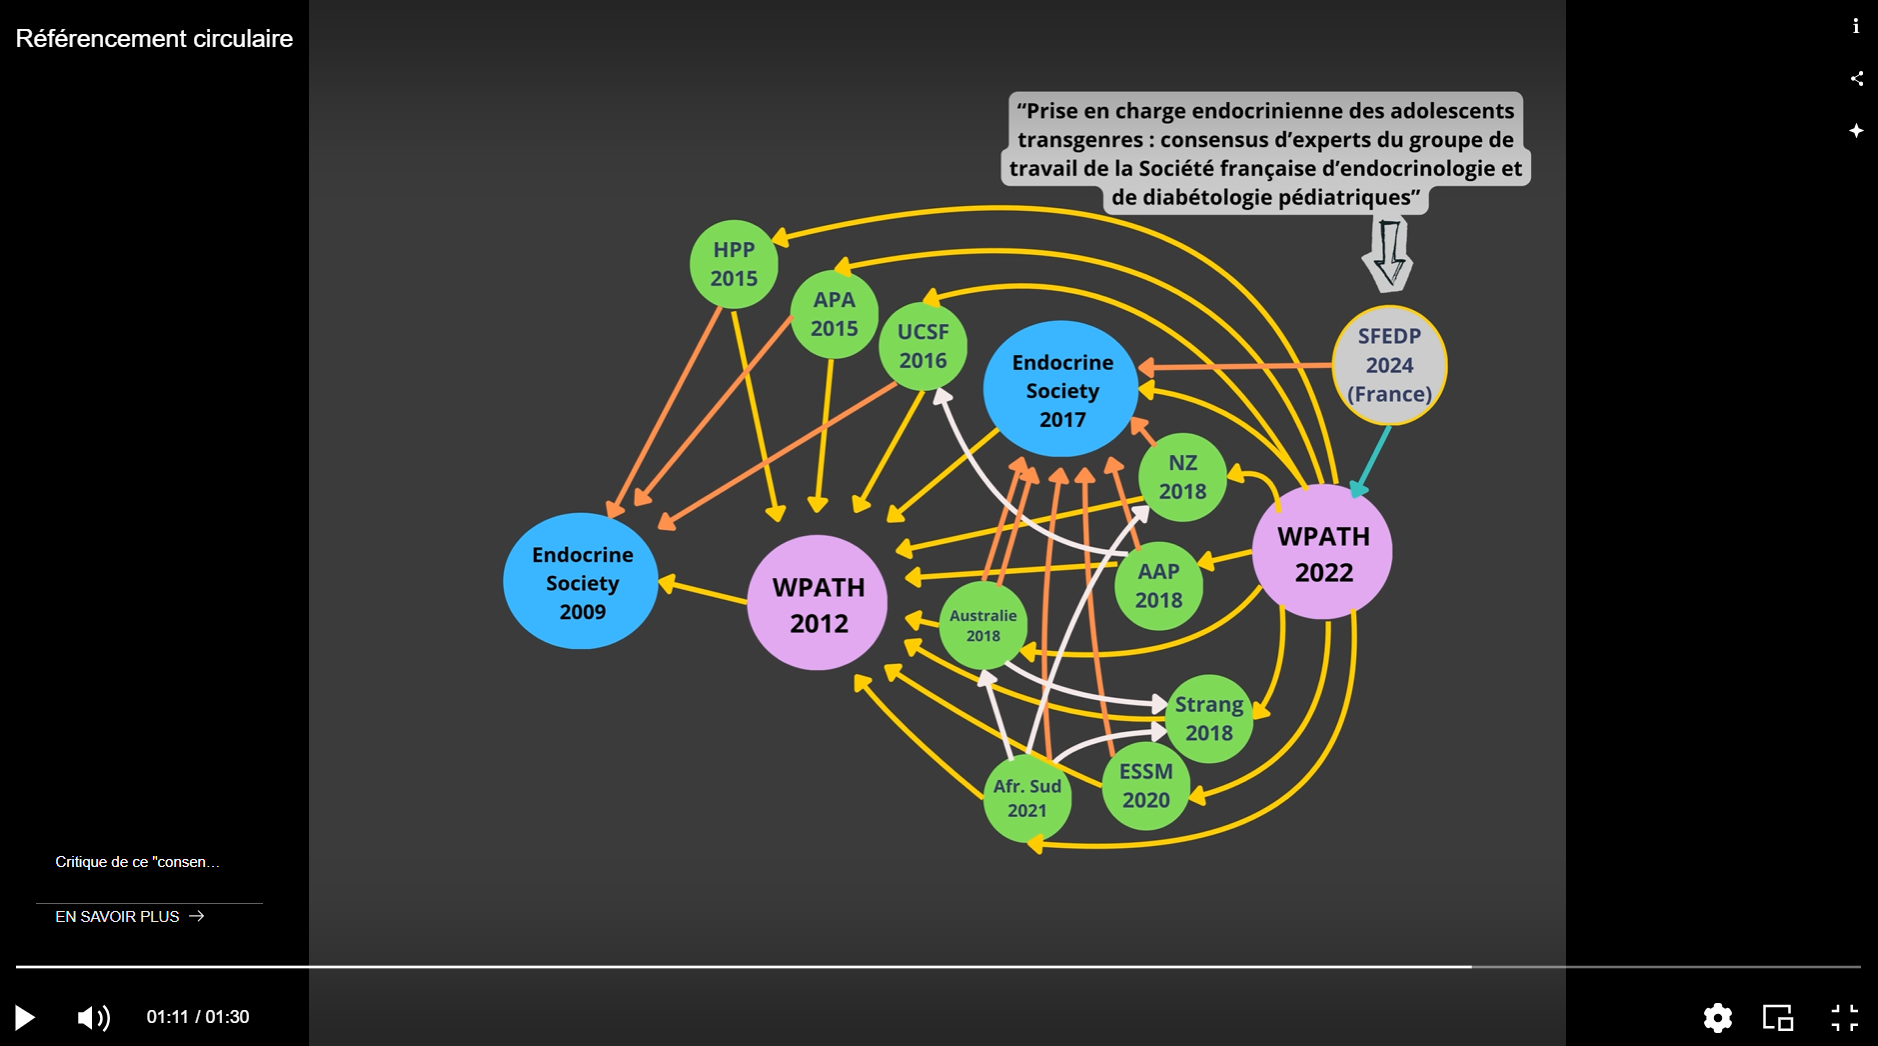 Référencement circulaire
“Prise en charge endocrinienne des adolescents
transgenres : consensus d’experts du groupe de
travail de la Société française d’endocrinologie et
de diabétologie pédiatriques”
HPP
2015
APA
2015
UCSF
2016
Endocrine
Society
2017
SFEDP
2024
(France)
NZ
2018
WPATH
2022
Endocrine
Society
2009
WPATH
2012
AAP
2018
Australie
2018
Strang
2018
ESSM
2020
Afr. Sud
2021
Critique de ce "consen…
EN SAVOIR PLUS →
01:11 / 01:30